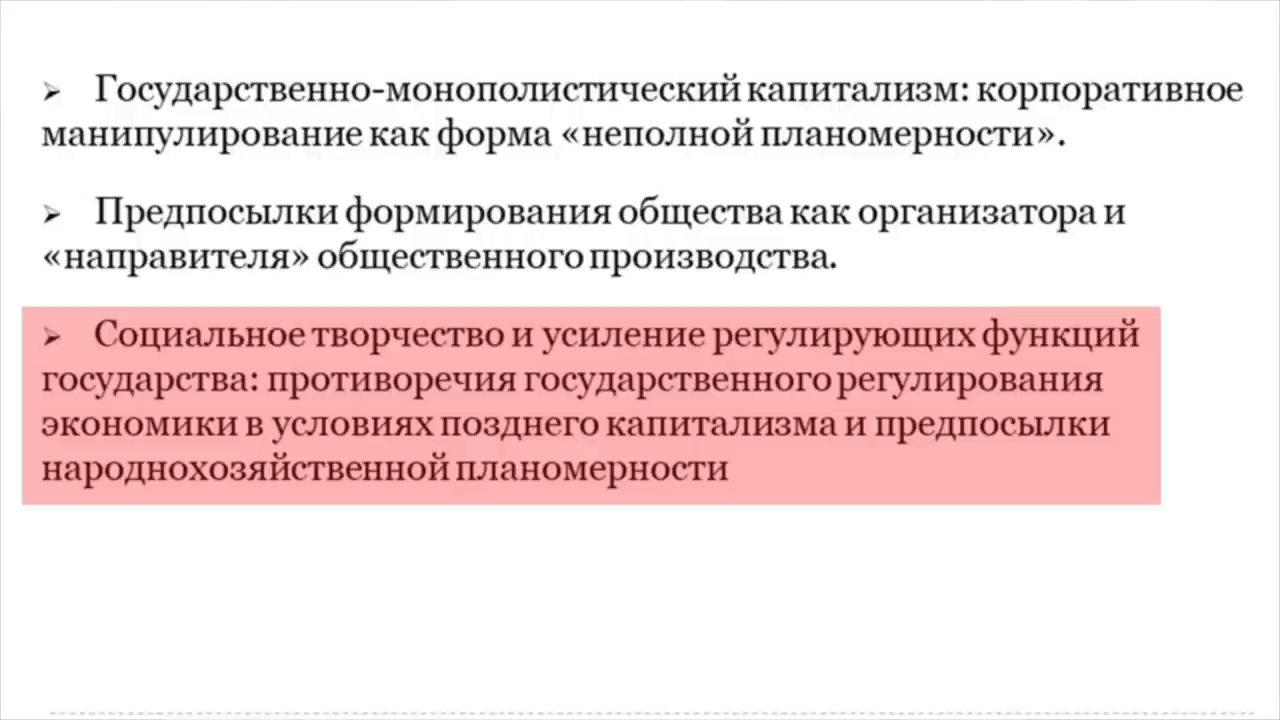 ➢ Государственно-монополистический капитализм: корпоративное
манипулирование как форма «неполной планомерности».
➢ Предпосылки формирования общества как организатора и
«направителя» общественного производства.
➢ Социальное творчество и усиление регулирующих функций
государства: противоречия государственного регулирования
экономики в условиях позднего капитализма и предпосылки
народнохозяйственной планомерности